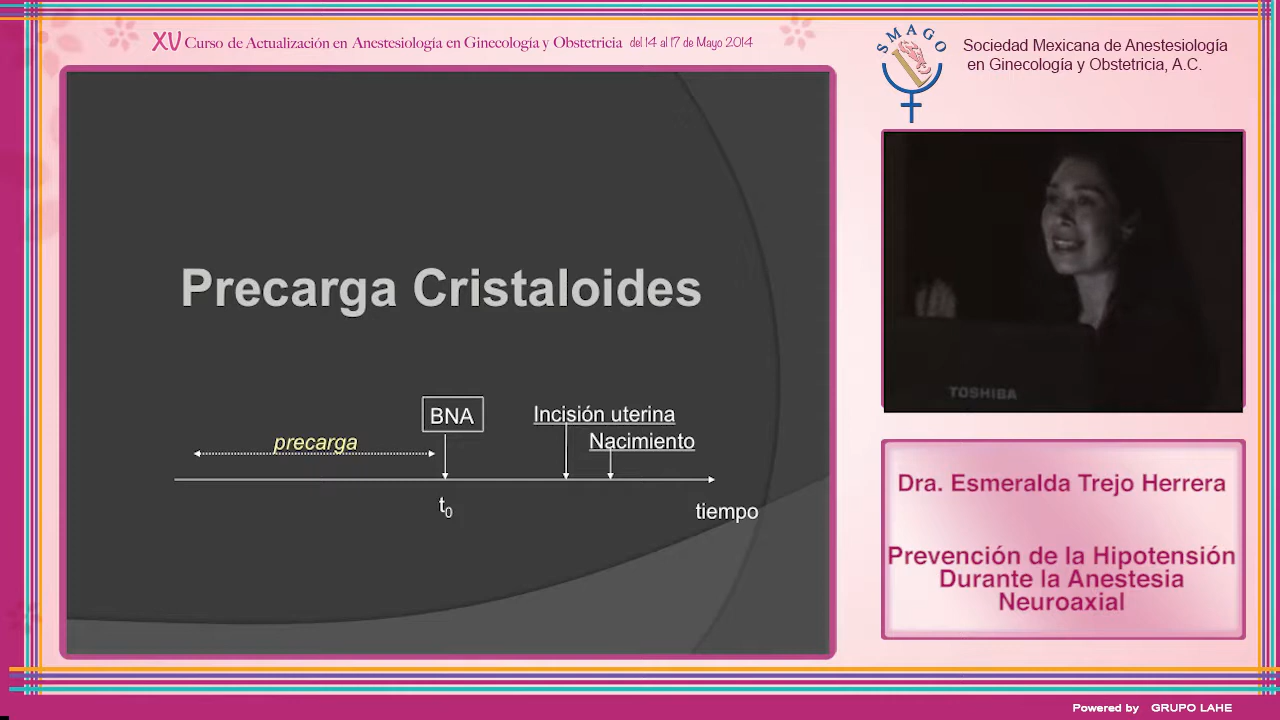 XV Curso de Actualización en Anestesiología en Ginecología y Obstetricia del 14 al 17 de Mayo 2014
SMAGO
Sociedad Mexicana de Anestesiología
en Ginecología y Obstetricia, A.C.
Precarga Cristaloides
BNA
Incisión uterina
precarga
Nacimiento
t₀
tiempo
TOSHIBA
Dra. Esmeralda Trejo Herrera
Prevención de la Hipotensión
Durante la Anestesia
Neuroaxial
Powered by GRUPO LAHE